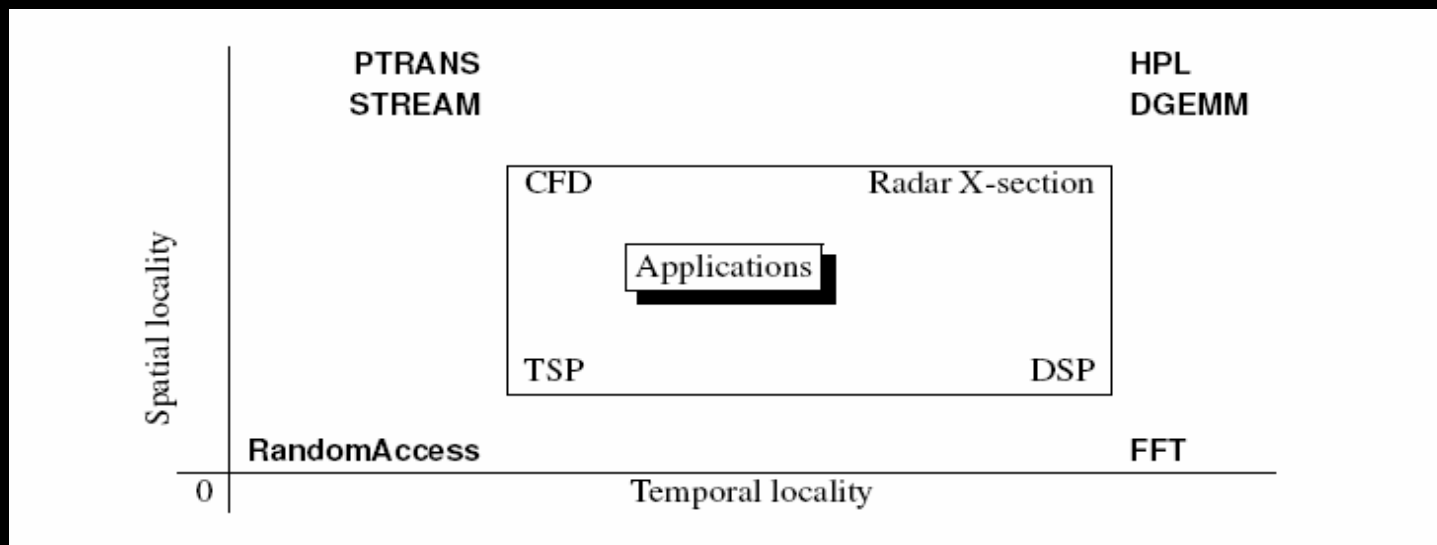 PTRANS HPL
STREAM DGEMM
CFD Radar X-section
Applications
Spatial locality
TSP DSP
RandomAccess FFT
0 Temporal locality